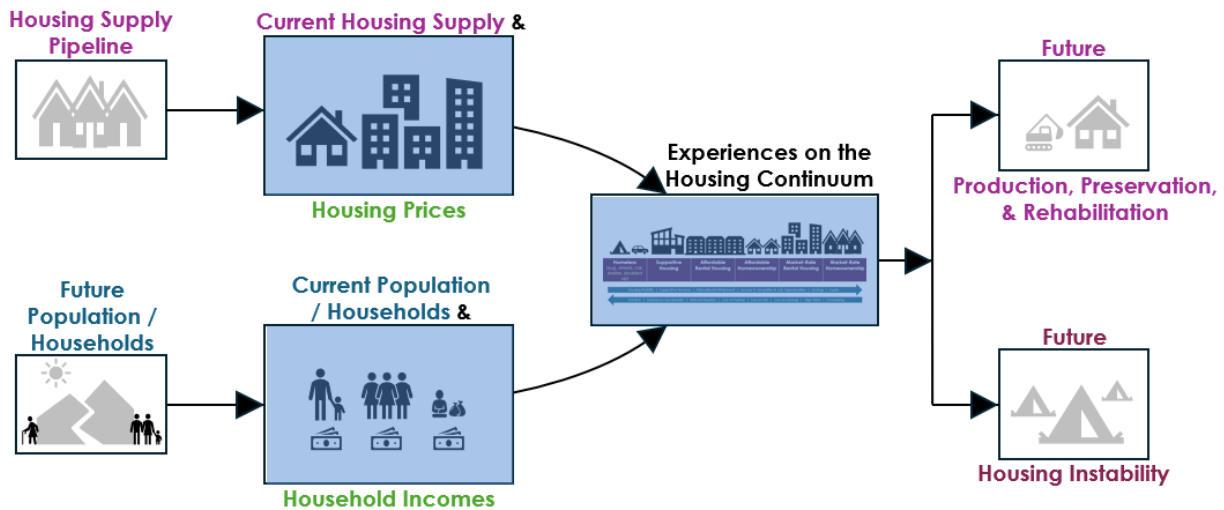 Housing Supply
Pipeline
Current Housing Supply &
Housing Prices
Future
Population /
Households
Current Population
/ Households &
Household Incomes
Experiences on the
Housing Continuum
Homeless
Supportive
Housing
Affordable
Rental Housing
Affordable
Homeownership
Market-Rate
Rental Housing
Market-Rate
Homeownership
Future
Production, Preservation,
& Rehabilitation
Future
Housing Instability